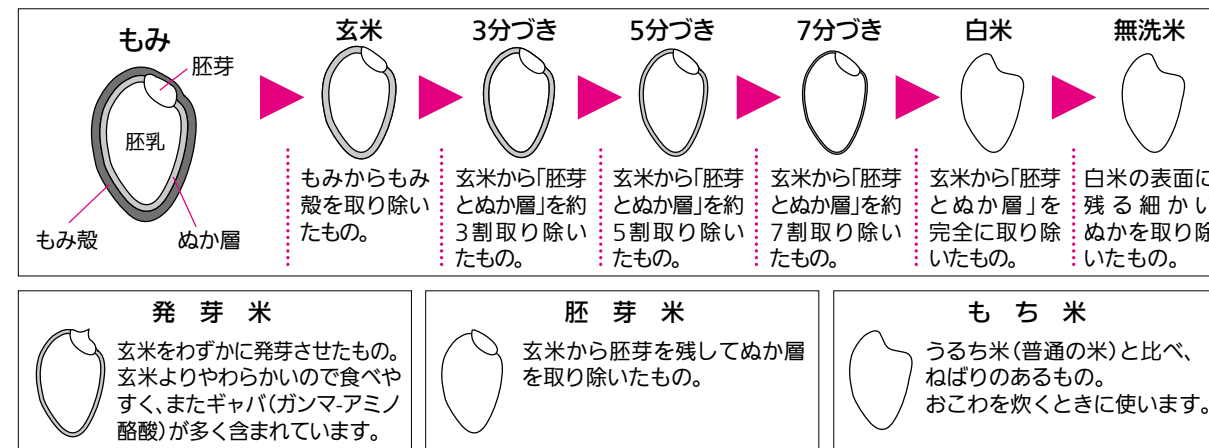 もみ
胚芽
胚乳
もみ殻
ぬか層
玄米
もみからもみ
殻を取り除い
たもの。
3分づき
玄米から「胚芽
とぬか層」を約
3割取り除い
たもの。
5分づき
玄米から「胚芽
とぬか層」を約
5割取り除い
たもの。
7分づき
玄米から「胚芽
とぬか層」を約
7割取り除い
たもの。
白米
玄米から「胚芽
とぬか層」を
完全に取り除
いたもの。
無洗米
白米の表面に
残る細かい
ぬかを取り除
いたもの。
発芽米
玄米をわずかに発芽させたもの。
玄米よりやわらかいので食べや
すく、またギャバ(ガンマ-アミノ
酪酸)が多く含まれています。
胚芽米
玄米から胚芽を残してぬか層
を取り除いたもの。
もち米
うるち米(普通の米)と比べ、
ねばりのあるもの。
おこわを炊くときに使います。